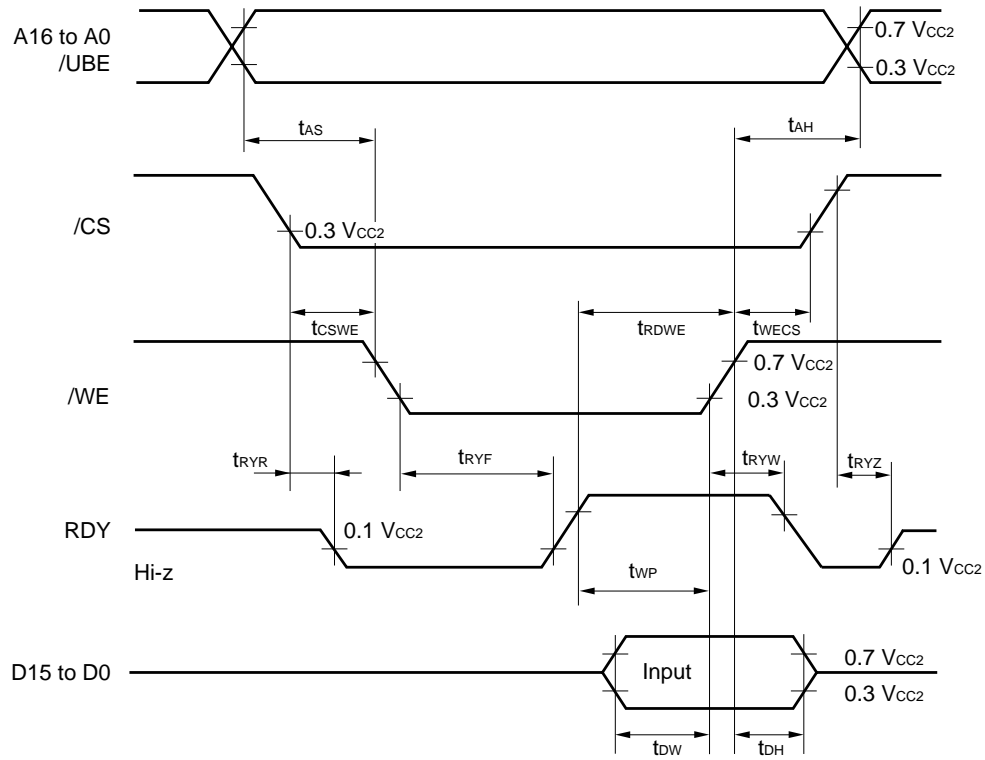 A16 to A0
/UBE
0.7 VCC2
0.3 VCC2
tAS
tAH
/CS
0.3 VCC2
tCSWE
tRDWE
tWECS
/WE
0.7 VCC2
0.3 VCC2
tRYR
tRYF
tRYW
tRYZ
RDY
0.1 VCC2
Hi-z
0.1 VCC2
tWP
D15 to D0
Input
0.7 VCC2
0.3 VCC2
tDW
tDH